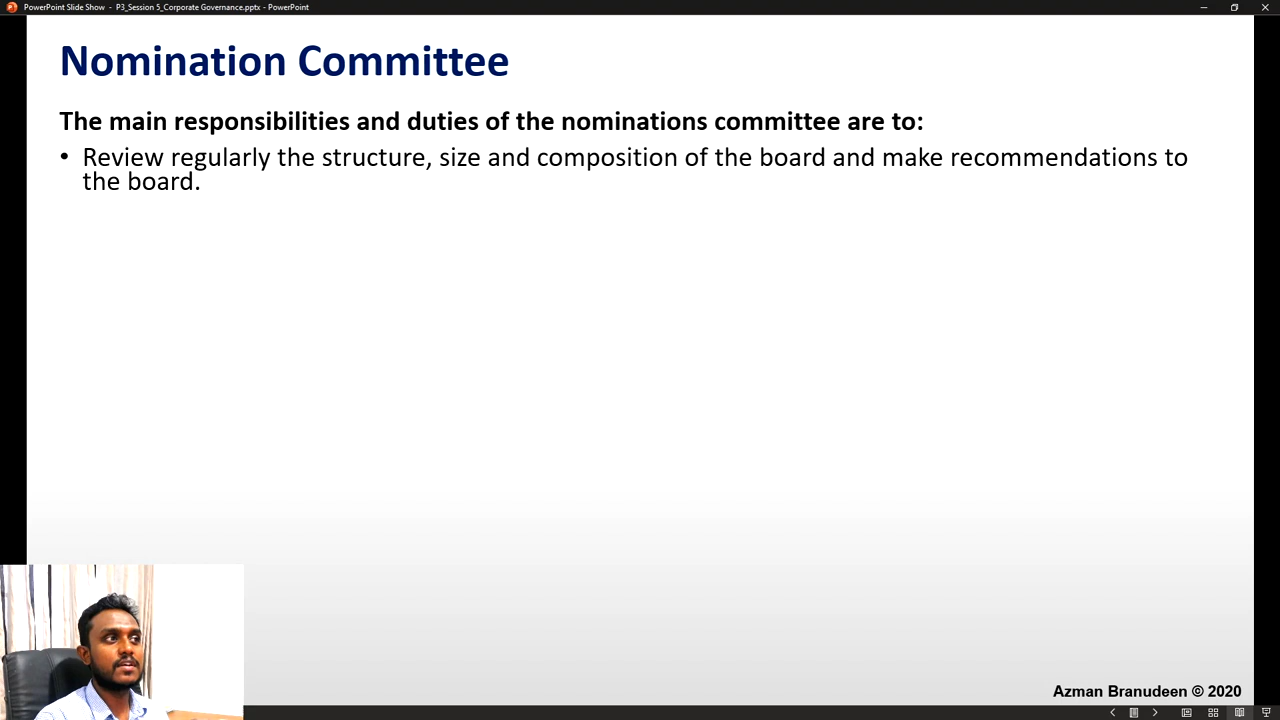 PowerPoint Slide Show - P3_Session 5_Corporate Governance.pptx - PowerPoint
Nomination Committee
The main responsibilities and duties of the nominations committee are to:
• Review regularly the structure, size and composition of the board and make recommendations to
the board.
Azman Branudeen © 2020